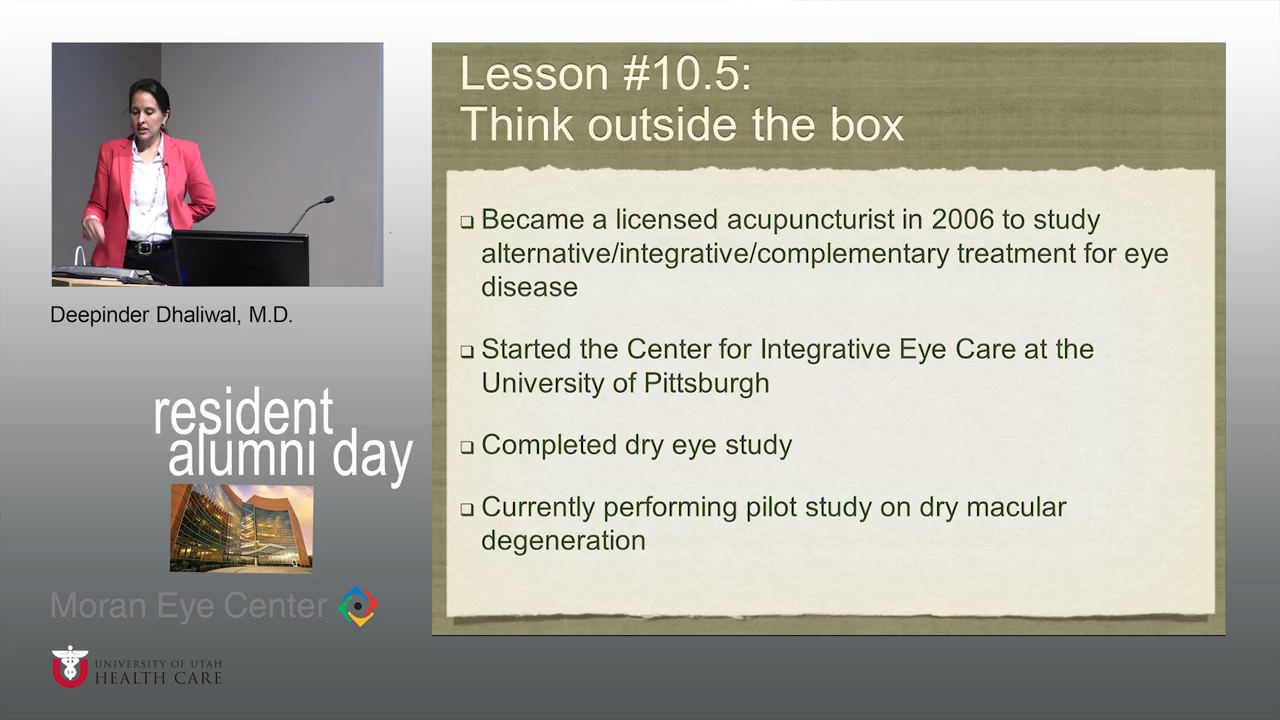 Lesson #10.5:
Think outside the box
Became a licensed acupuncturist in 2006 to study
alternative/integrative/complementary treatment for eye
disease
Started the Center for Integrative Eye Care at the
University of Pittsburgh
Completed dry eye study
Currently performing pilot study on dry macular
degeneration
Deepinder Dhaliwal, M.D.
resident
alumni day
Moran Eye Center
UNIVERSITY OF UTAH
HEALTH CARE